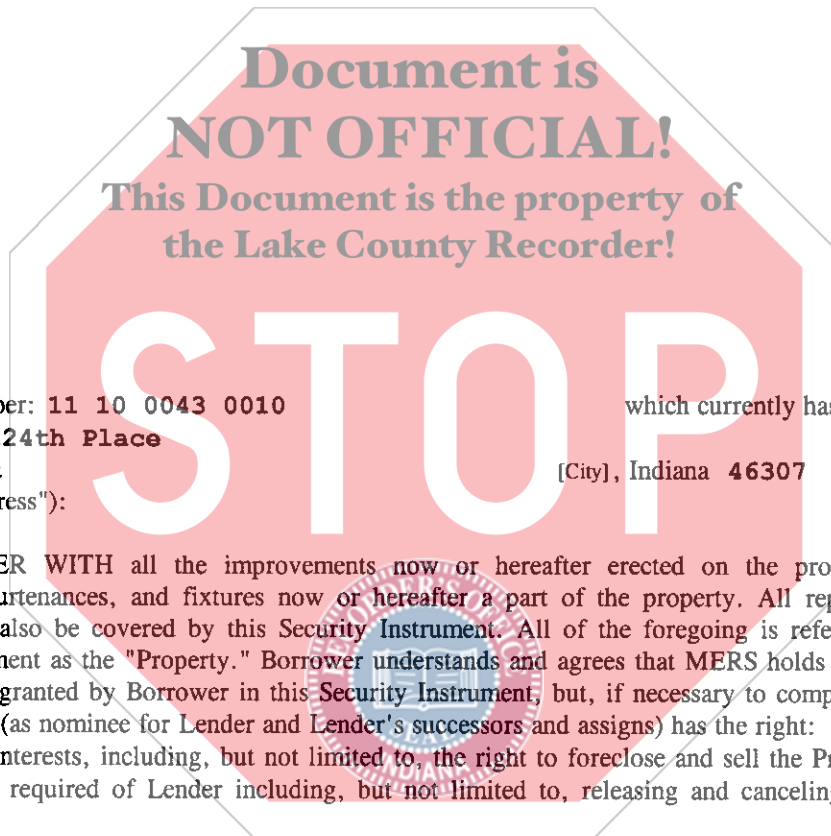 Document is
NOT OFFICIAL!
This Document is the property of
the Lake County Recorder!
STOP
ber: 11 10 0043 0010 which currently has
24th Place
[City], Indiana 46307
ress"):
ER WITH all the improvements now or hereafter erected on the pro
urtenances, and fixtures now or hereafter a part of the property. All rep
also be covered by this Security Instrument. All of the foregoing is refe
nent as the "Property." Borrower understands and agrees that MERS holds
granted by Borrower in this Security Instrument, but, if necessary to comp
(as nominee for Lender and Lender's successors and assigns) has the right:
nterests, including, but not limited to, the right to foreclose and sell the Pr
required of Lender including, but not limited to, releasing and canceling
RECORDER'S OFFICE
SEAL
INDIANA